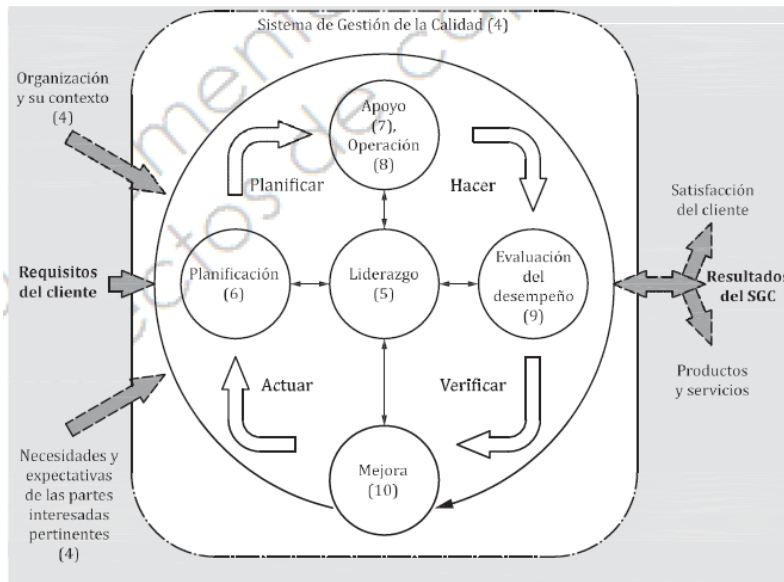 Sistema de Gestión de la Calidad (4)
Organización
y su contexto
(4)
Apoyo
(7),
Operación
(8)
Planificar
Hacer
Satisfacción
del cliente
Requisitos
del cliente
Planificación
(6)
Liderazgo
(5)
Evaluación
del
desempeño
(9)
Resultados
del SGC
Actuar
Verificar
Productos
y servicios
Necesidades y
expectativas
de las partes
interesadas
pertinentes
(4)
Mejora
(10)